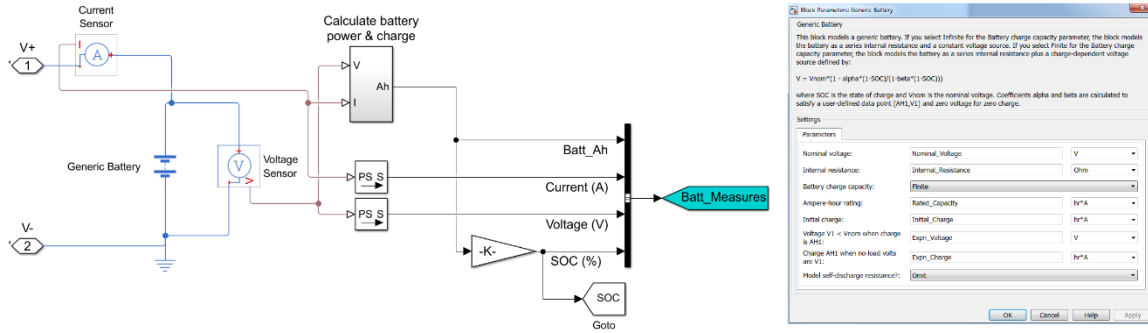 Current
Sensor
V+
1
I
A
+
Calculate battery
power & charge
V
I
Ah
Generic Battery
+
V
V
Voltage
Sensor
V-
2
PS S
PS S
Batt_Ah
Current (A)
Voltage (V)
-K-
SOC (%)
Batt_Measures
SOC
Goto
Block Parameters: Generic Battery
Generic Battery
This block models a generic battery. If you select Infinite for the Battery charge capacity parameter, the block models
the battery as a series internal resistance and a constant voltage source. If you select Finite for the Battery charge
capacity parameter, the block models the battery as a series internal resistance plus a charge-dependent voltage
source defined by:
V = Vnom*(1 - alpha*(1-SOC)/(1-beta*(1-SOC)))
where SOC is the state of charge and Vnom is the nominal voltage. Coefficients alpha and beta are calculated to
satisfy a user-defined data point [AH1,V1] and zero voltage for zero charge.
Settings
Parameters
Nominal voltage: Nominal_Voltage V
Internal resistance: Internal_Resistance Ohm
Battery charge capacity: Finite
Ampere-hour rating: Rated_Capacity hr*A
Initial charge: Initial_Charge hr*A
Voltage V1 < Vnom when charge
is AH1: Expn_Voltage V
Charge AH1 when no-load volts
are V1: Expn_Charge hr*A
Model self-discharge resistance?: Omit
OK Cancel Help Apply